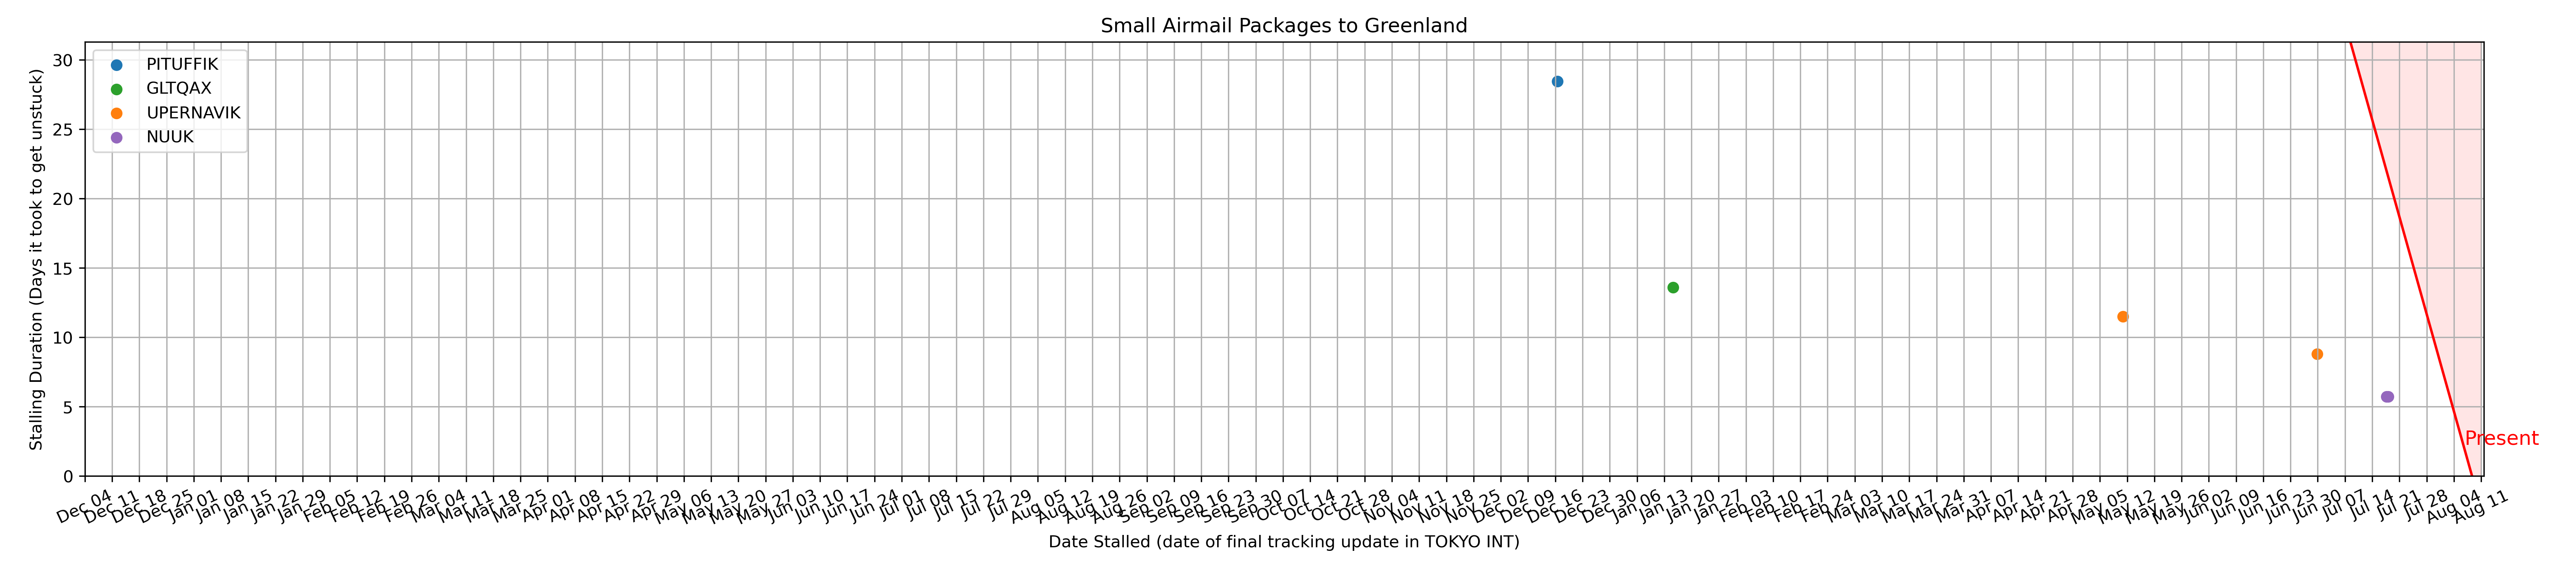 Small Airmail Packages to Greenland
Stalling Duration (Days it took to get unstuck)
30
25
20
15
10
5
0
PITUFFIK
GLTQAX
UPERNAVIK
NUUK
Present
Dec 04
Dec 11
Dec 18
Dec 25
Jan 01
Jan 08
Jan 15
Jan 22
Jan 29
Feb 05
Feb 12
Feb 19
Feb 26
Mar 04
Mar 11
Mar 18
Mar 25
Apr 01
Apr 08
Apr 15
Apr 22
Apr 29
May 06
May 13
May 20
May 27
Jun 03
Jun 10
Jun 17
Jun 24
Jul 01
Jul 08
Jul 15
Jul 22
Jul 29
Aug 05
Aug 12
Aug 19
Aug 26
Sep 02
Sep 09
Sep 16
Sep 23
Sep 30
Oct 07
Oct 14
Oct 21
Oct 28
Nov 04
Nov 11
Nov 18
Nov 25
Dec 02
Dec 09
Dec 16
Dec 23
Dec 30
Jan 06
Jan 13
Jan 20
Jan 27
Feb 03
Feb 10
Feb 17
Feb 24
Mar 03
Mar 10
Mar 17
Mar 24
Mar 31
Apr 07
Apr 14
Apr 21
Apr 28
May 05
May 12
May 19
May 26
Jun 02
Jun 09
Jun 16
Jun 23
Jun 30
Jul 07
Jul 14
Jul 21
Jul 28
Aug 04
Aug 11
Date Stalled (date of final tracking update in TOKYO INT)